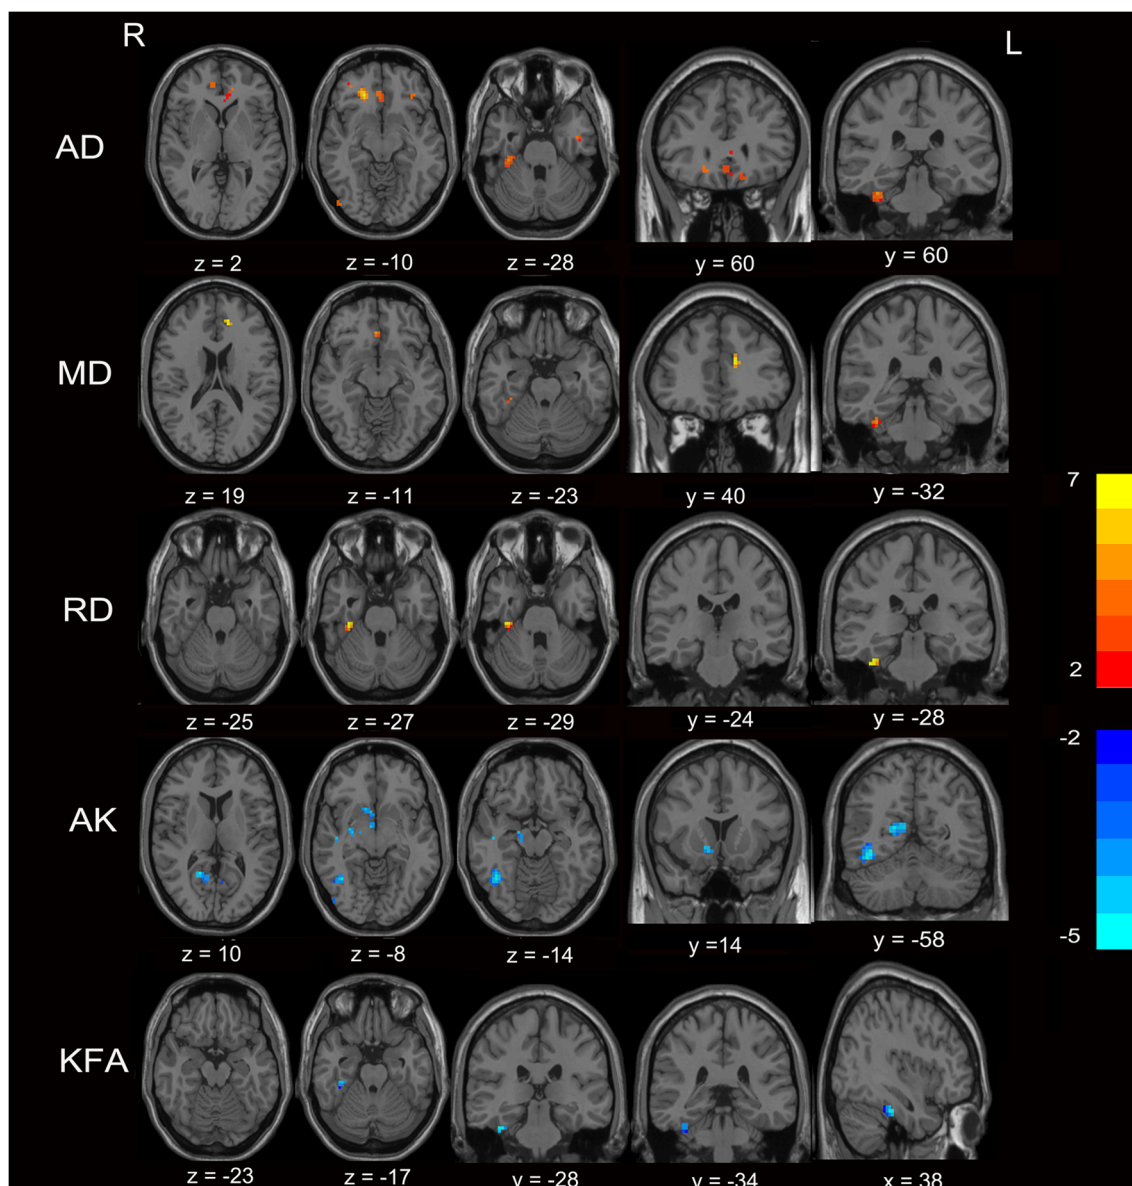 R
L
AD
z = 2
z = -10
z = -28
y = 60
y = 60
MD
z = 19
z = -11
z = -23
y = 40
y = -32
7
RD
2
z = -25
z = -27
z = -29
y = -24
y = -28
-2
AK
-5
z = 10
z = -8
z = -14
y =14
y = -58
KFA
z = -23
z = -17
y = -28
y = -34
x = 38